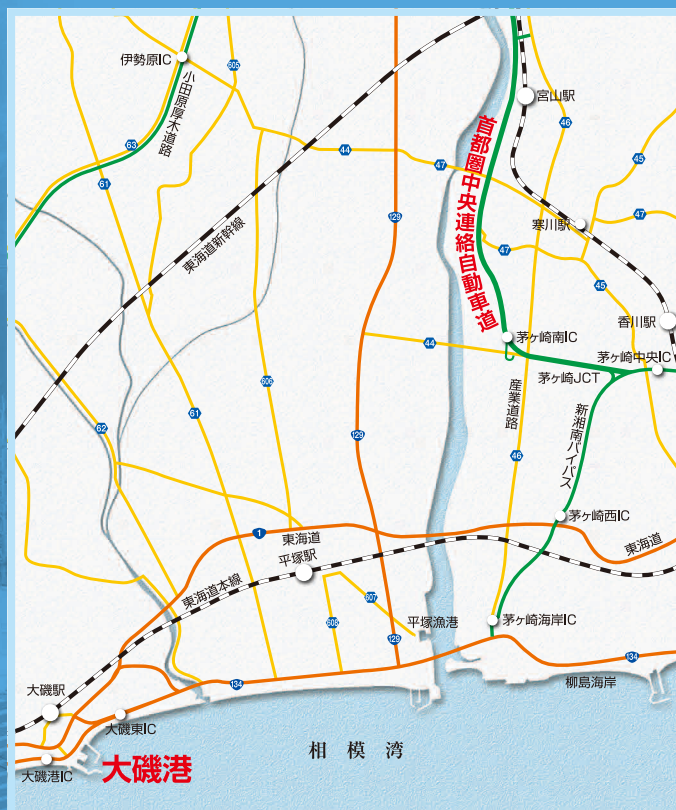 伊勢原IC
605
小田原厚木道路
宮山駅
46
63
61
44
47
45
首都圏中央連絡自動車道
129
47
寒川駅
東海道新幹線
47
45
香川駅
茅ヶ崎南IC
44
茅ヶ崎中央IC
茅ヶ崎JCT
606
産業道路
新湘南バイパス
61
62
129
46
茅ヶ崎西IC
1
東海道
東海道
平塚駅
東海道本線
607
608
平塚漁港
茅ヶ崎海岸IC
129
134
134
柳島海岸
大磯駅
大磯東IC
相模湾
大磯港
大磯港IC